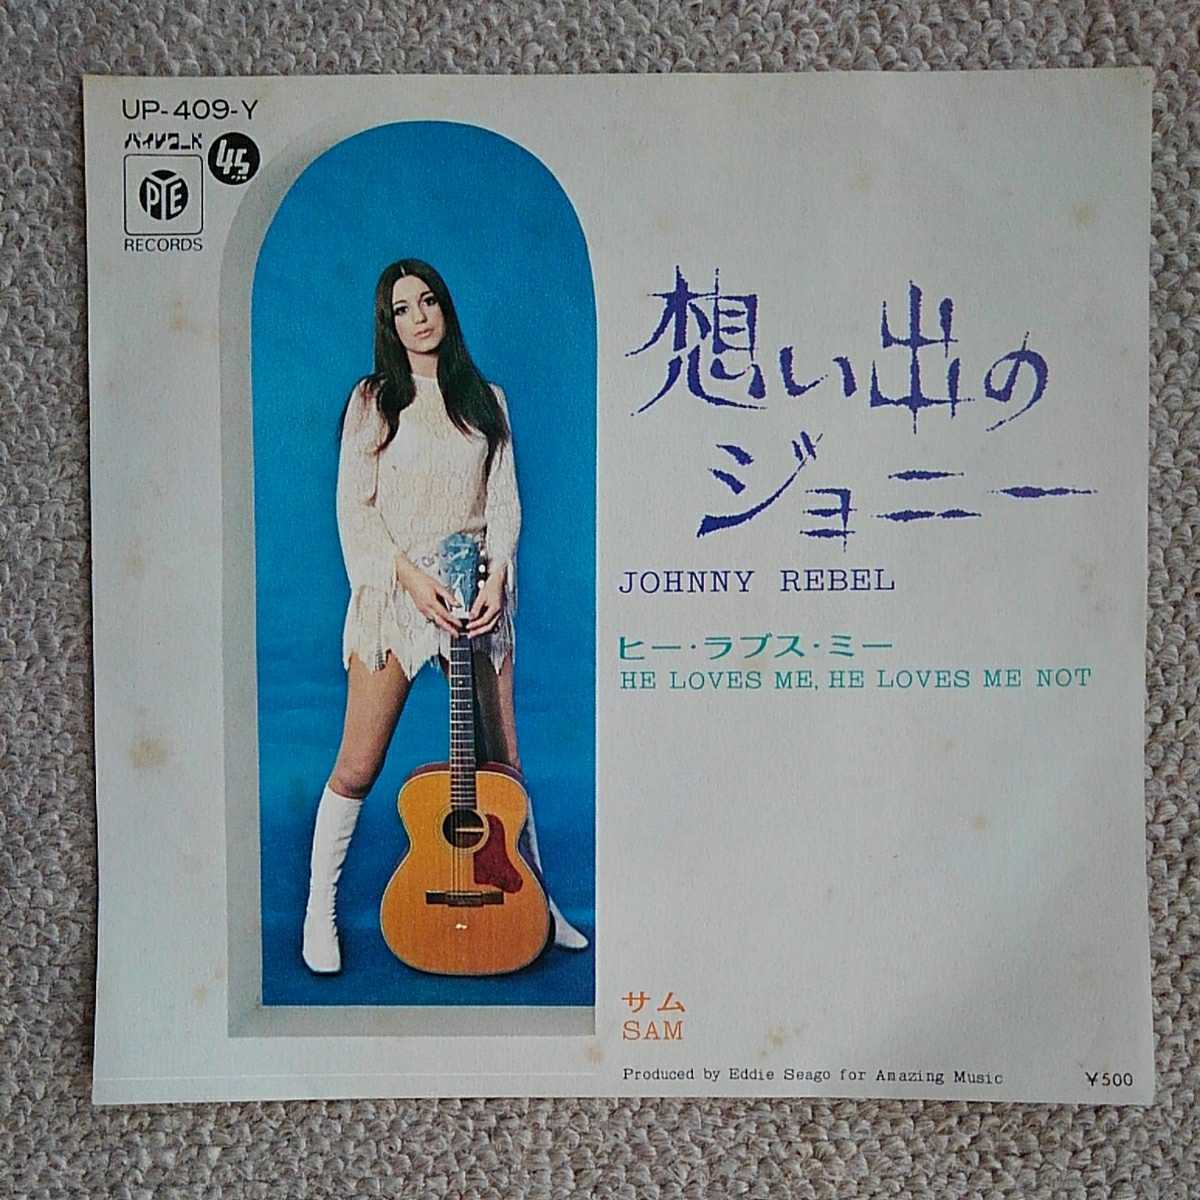 UP-409-Y
パイレコード
45
PYE
RECORDS
想い出の
ジョニー
JOHNNY REBEL
ヒー・ラブス・ミー
HE LOVES ME, HE LOVES ME NOT
サム
SAM
Produced by Eddie Seago for Amazing Music
¥500